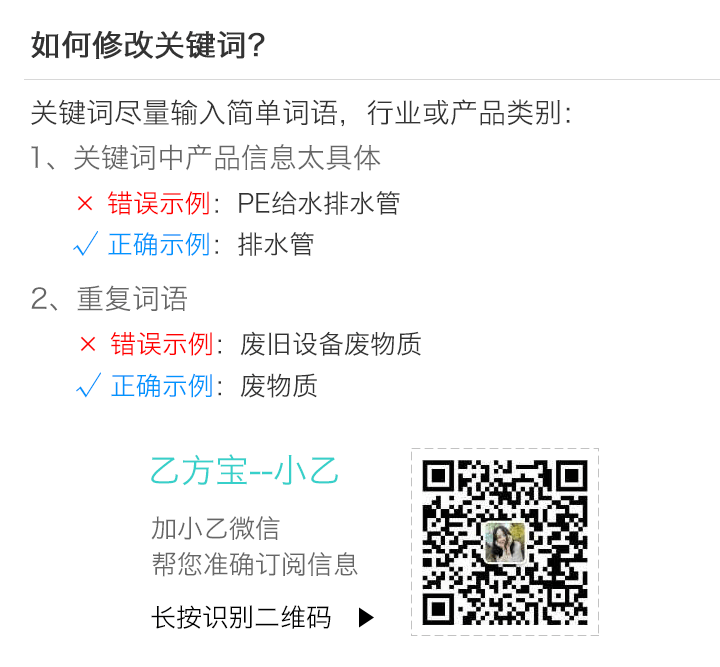 如何修改关键词？
关键词尽量输入简单词语，行业或产品类别：
1、关键词中产品信息太具体
× 错误示例：PE给水排水管
√ 正确示例：排水管
2、重复词语
× 错误示例：废旧设备废物质
√ 正确示例：废物质
乙方宝--小乙
加小乙微信
帮您准确订阅信息
长按识别二维码